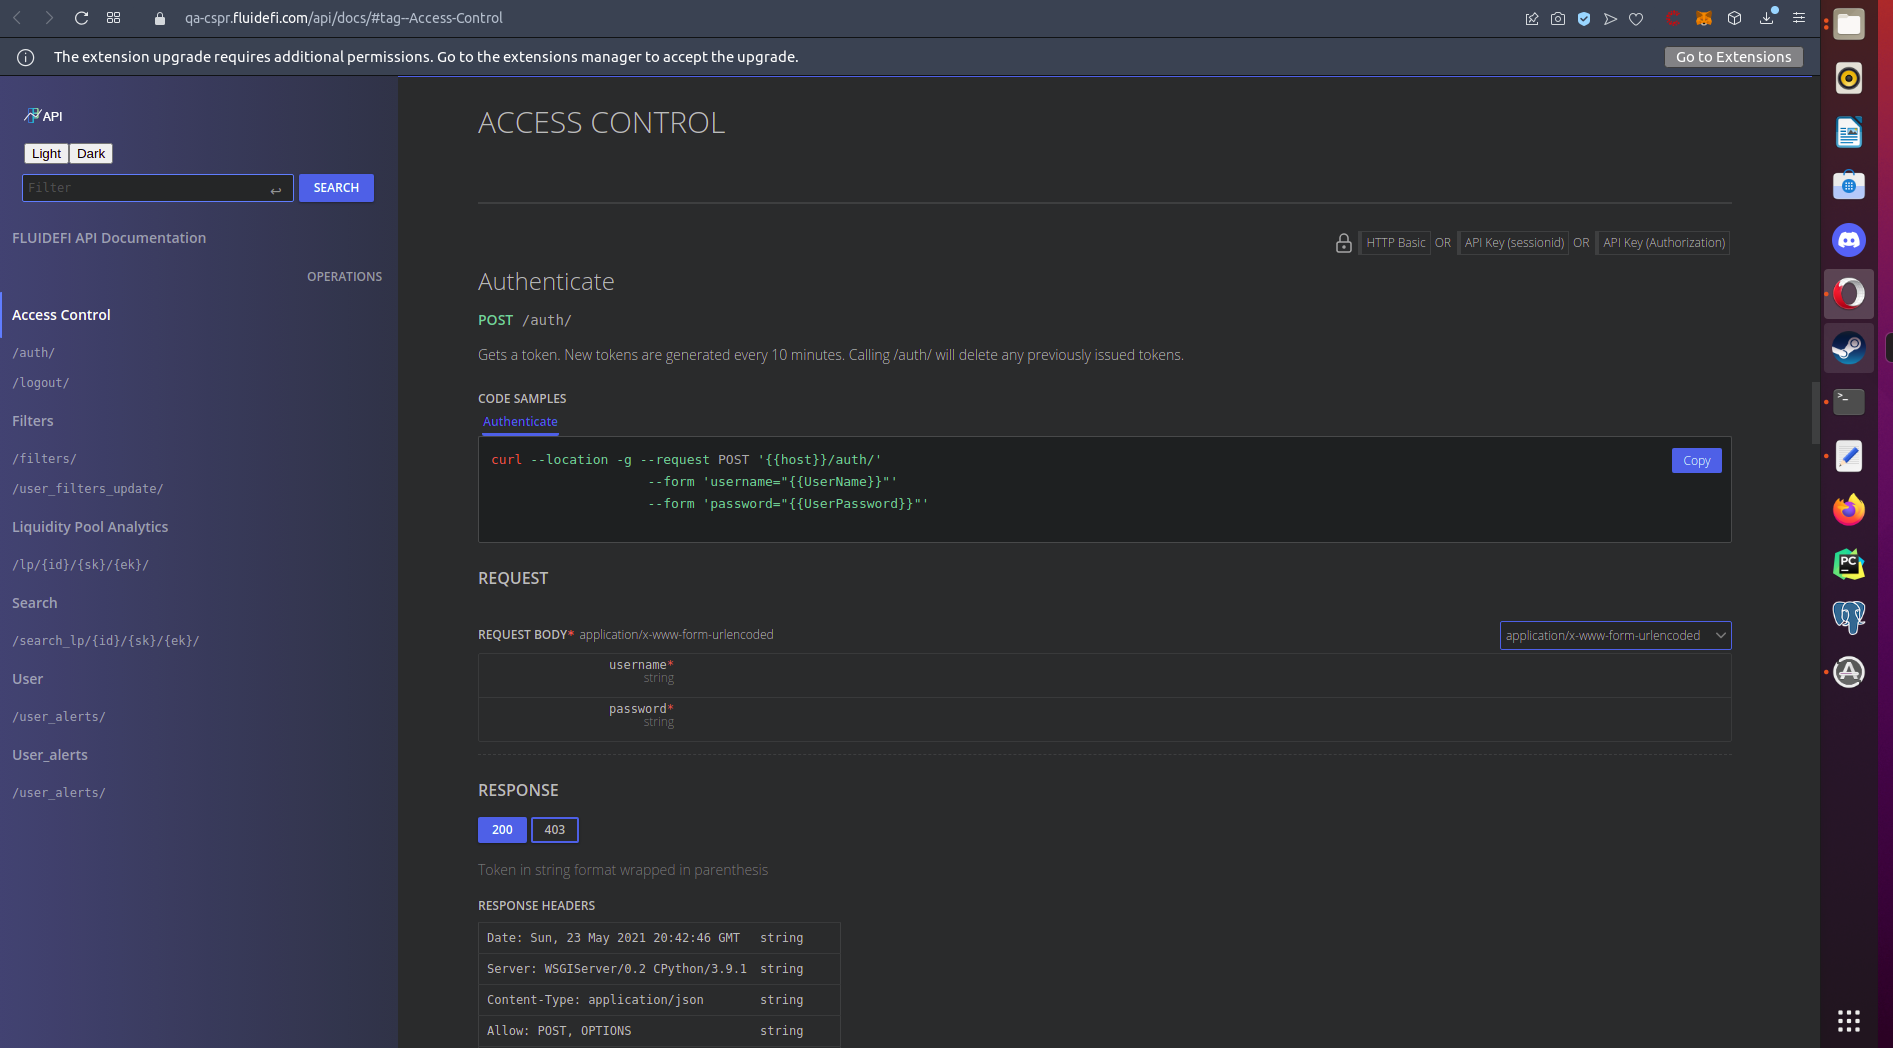 qa-cspr.fluidefi.com/api/docs/#tag--Access-Control
The extension upgrade requires additional permissions. Go to the extensions manager to accept the upgrade.
Go to Extensions
API
Light Dark
Filter
SEARCH
FLUIDEFI API Documentation
OPERATIONS
Access Control
/auth/
/logout/
Filters
/filters/
/user_filters_update/
Liquidity Pool Analytics
/lp/{id}/{sk}/{ek}/
Search
/search_lp/{id}/{sk}/{ek}/
User
/user_alerts/
User_alerts
/user_alerts/
ACCESS CONTROL
HTTP Basic OR API Key (sessionid) OR API Key (Authorization)
Authenticate
POST /auth/
Gets a token. New tokens are generated every 10 minutes. Calling /auth/ will delete any previously issued tokens.
CODE SAMPLES
Authenticate
curl --location -g --request POST '{{host}}/auth/'
--form 'username="{{UserName}}"'
--form 'password="{{UserPassword}}"'
Copy
REQUEST
REQUEST BODY* application/x-www-form-urlencoded
application/x-www-form-urlencoded
username*
string
password*
string
RESPONSE
200 403
Token in string format wrapped in parenthesis
RESPONSE HEADERS
Date: Sun, 23 May 2021 20:42:46 GMT string
Server: WSGIServer/0.2 CPython/3.9.1 string
Content-Type: application/json string
Allow: POST, OPTIONS string
>_
PC